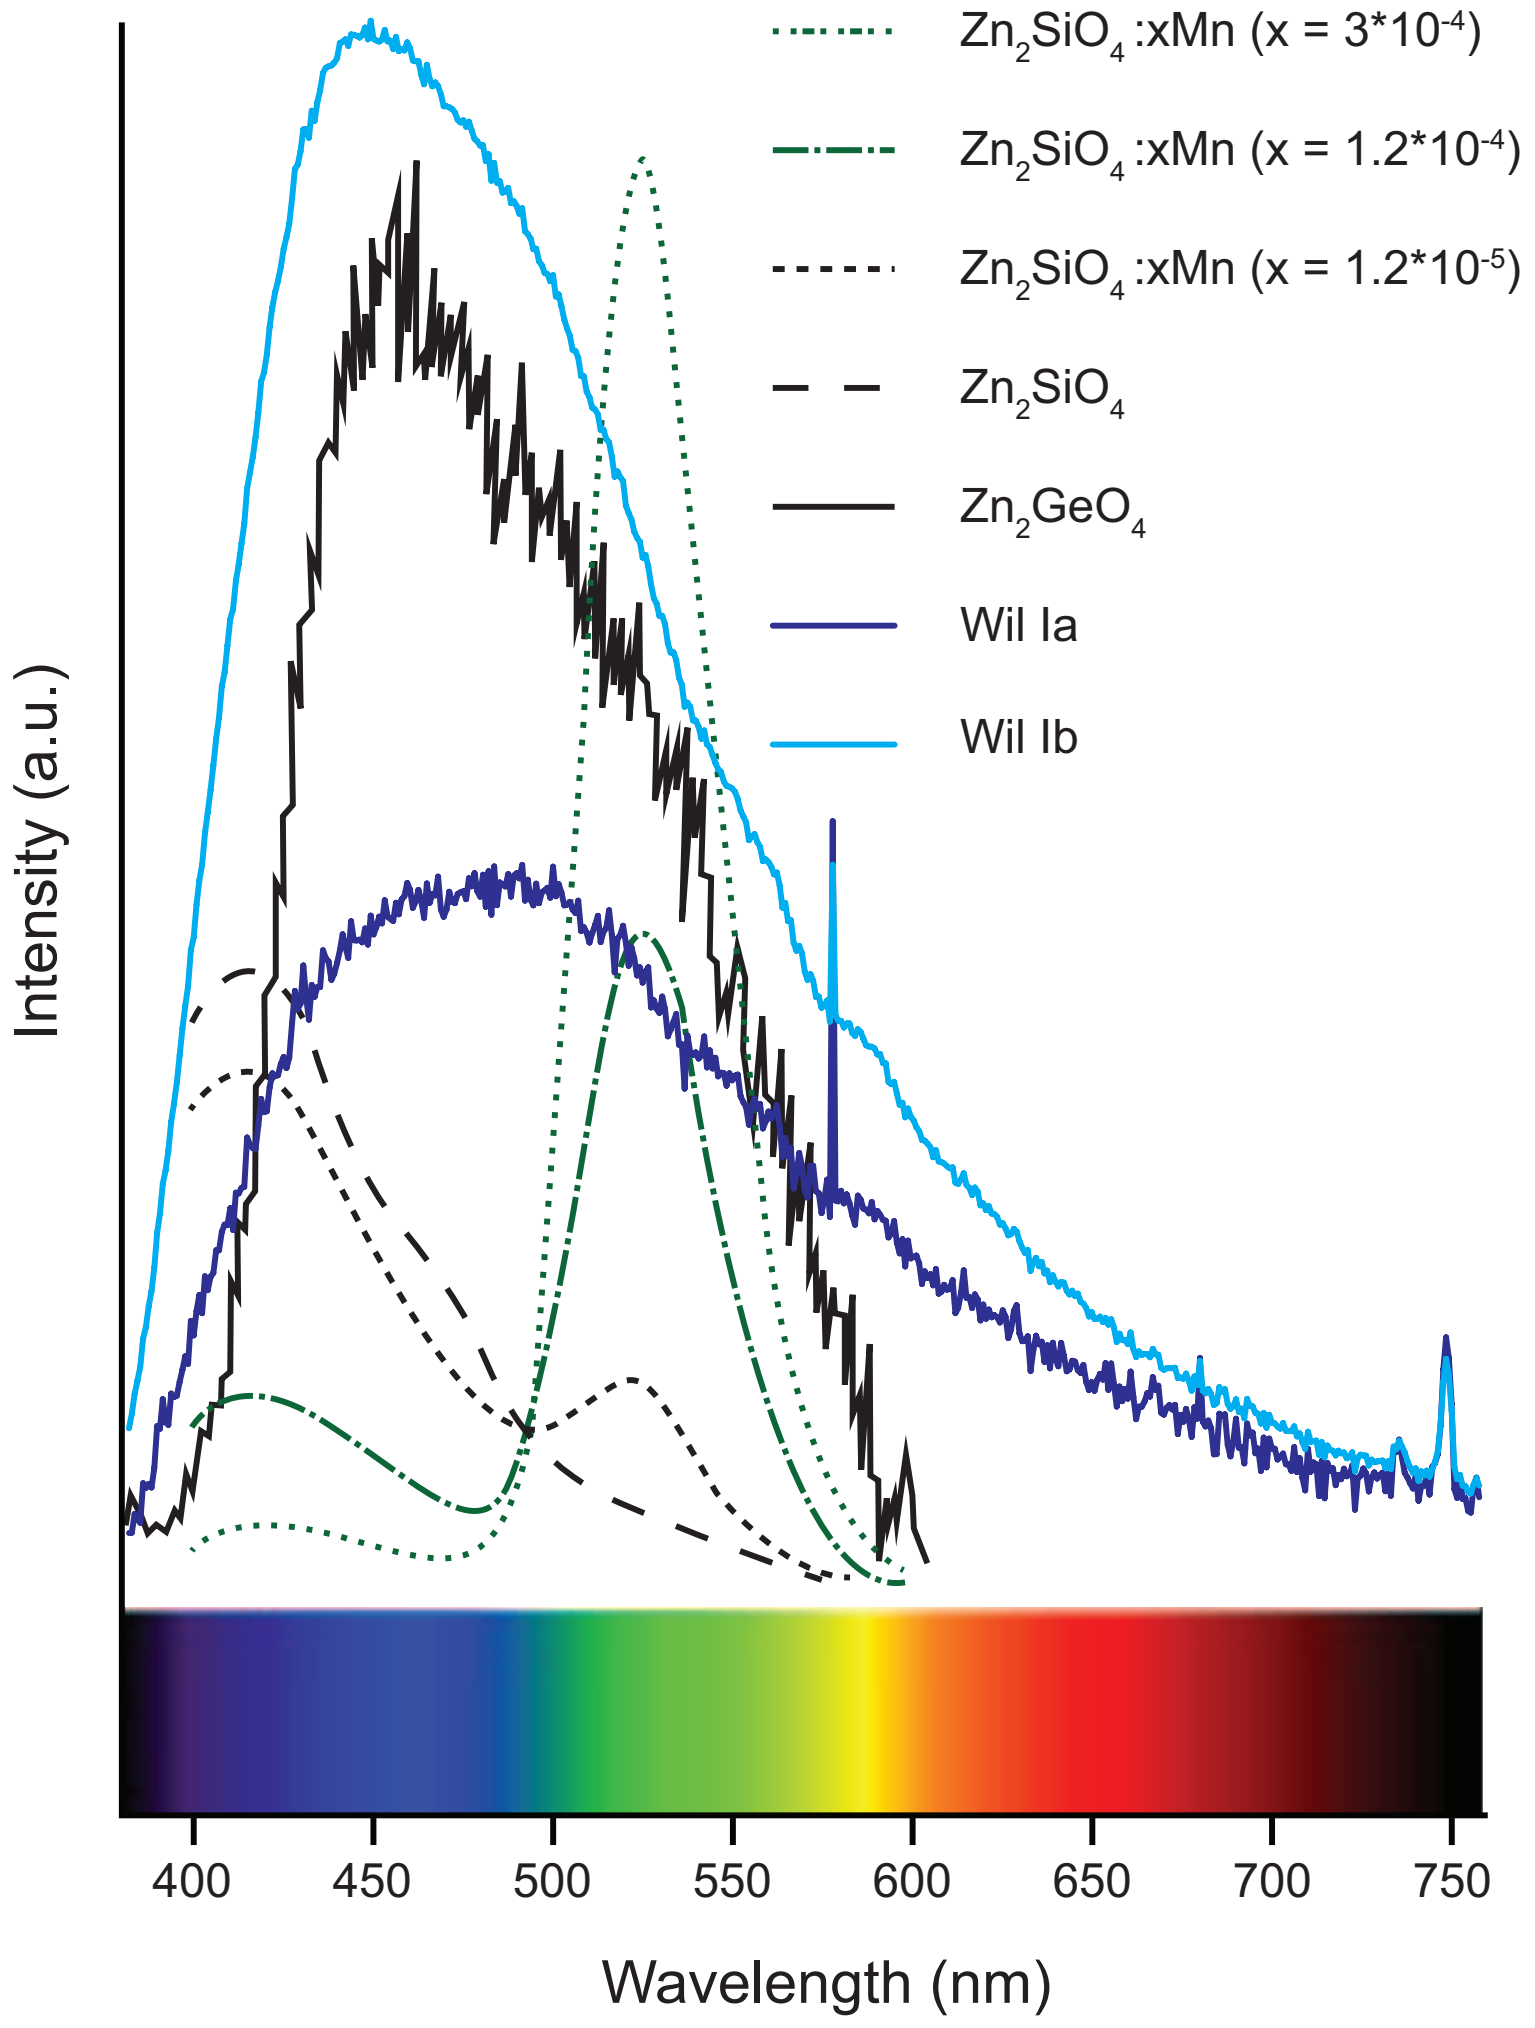 Zn₂SiO₄ :xMn (x = 3*10⁻⁴)
Zn₂SiO₄ :xMn (x = 1.2*10⁻⁴)
Zn₂SiO₄ :xMn (x = 1.2*10⁻⁵)
Zn₂SiO₄
Zn₂GeO₄
Wil Ia
Wil Ib
Intensity (a.u.)
400 450 500 550 600 650 700 750
Wavelength (nm)